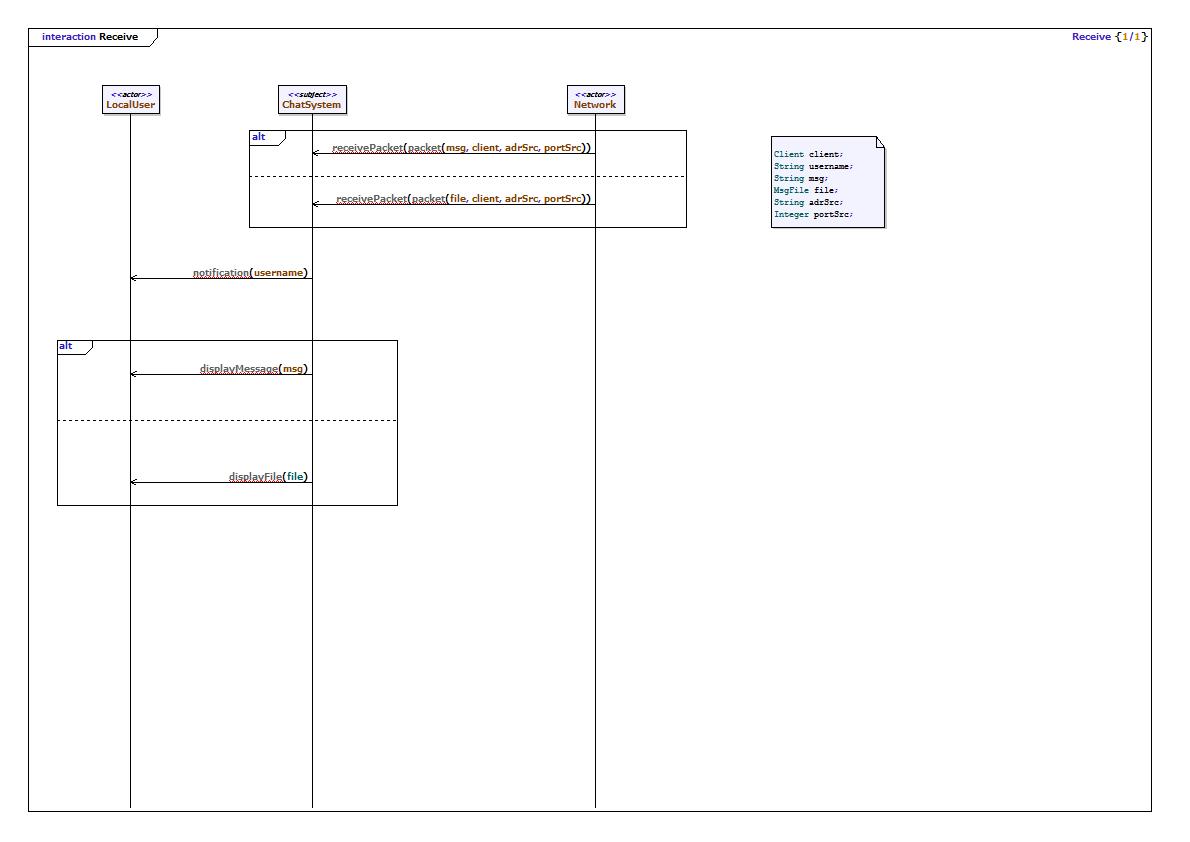 interaction Receive
Receive {1/1}
<<actor>>
LocalUser
<<subject>>
ChatSystem
<<actor>>
Network
alt
receivePacket(packet(msg, client, adrSrc, portSrc))
receivePacket(packet(file, client, adrSrc, portSrc))
Client client;
String username;
String msg;
MsgFile file;
String adrSrc;
Integer portSrc;
notification(username)
alt
displayMessage(msg)
displayFile(file)